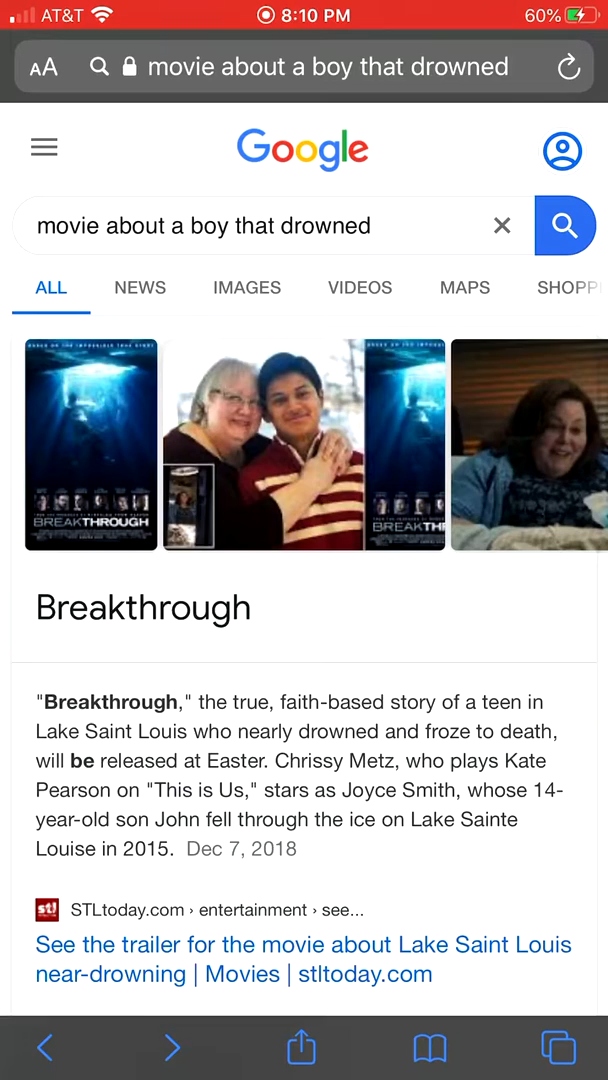 AT&T 8:10 PM 60%
AA movie about a boy that drowned
Google
movie about a boy that drowned
ALL NEWS IMAGES VIDEOS MAPS SHOPP
BREAKTHROUGH
BREAKTH
Breakthrough
"Breakthrough," the true, faith-based story of a teen in
Lake Saint Louis who nearly drowned and froze to death,
will be released at Easter. Chrissy Metz, who plays Kate
Pearson on "This is Us," stars as Joyce Smith, whose 14-
year-old son John fell through the ice on Lake Sainte
Louise in 2015. Dec 7, 2018
stl STLtoday.com › entertainment › see...
See the trailer for the movie about Lake Saint Louis
near-drowning | Movies | stltoday.com